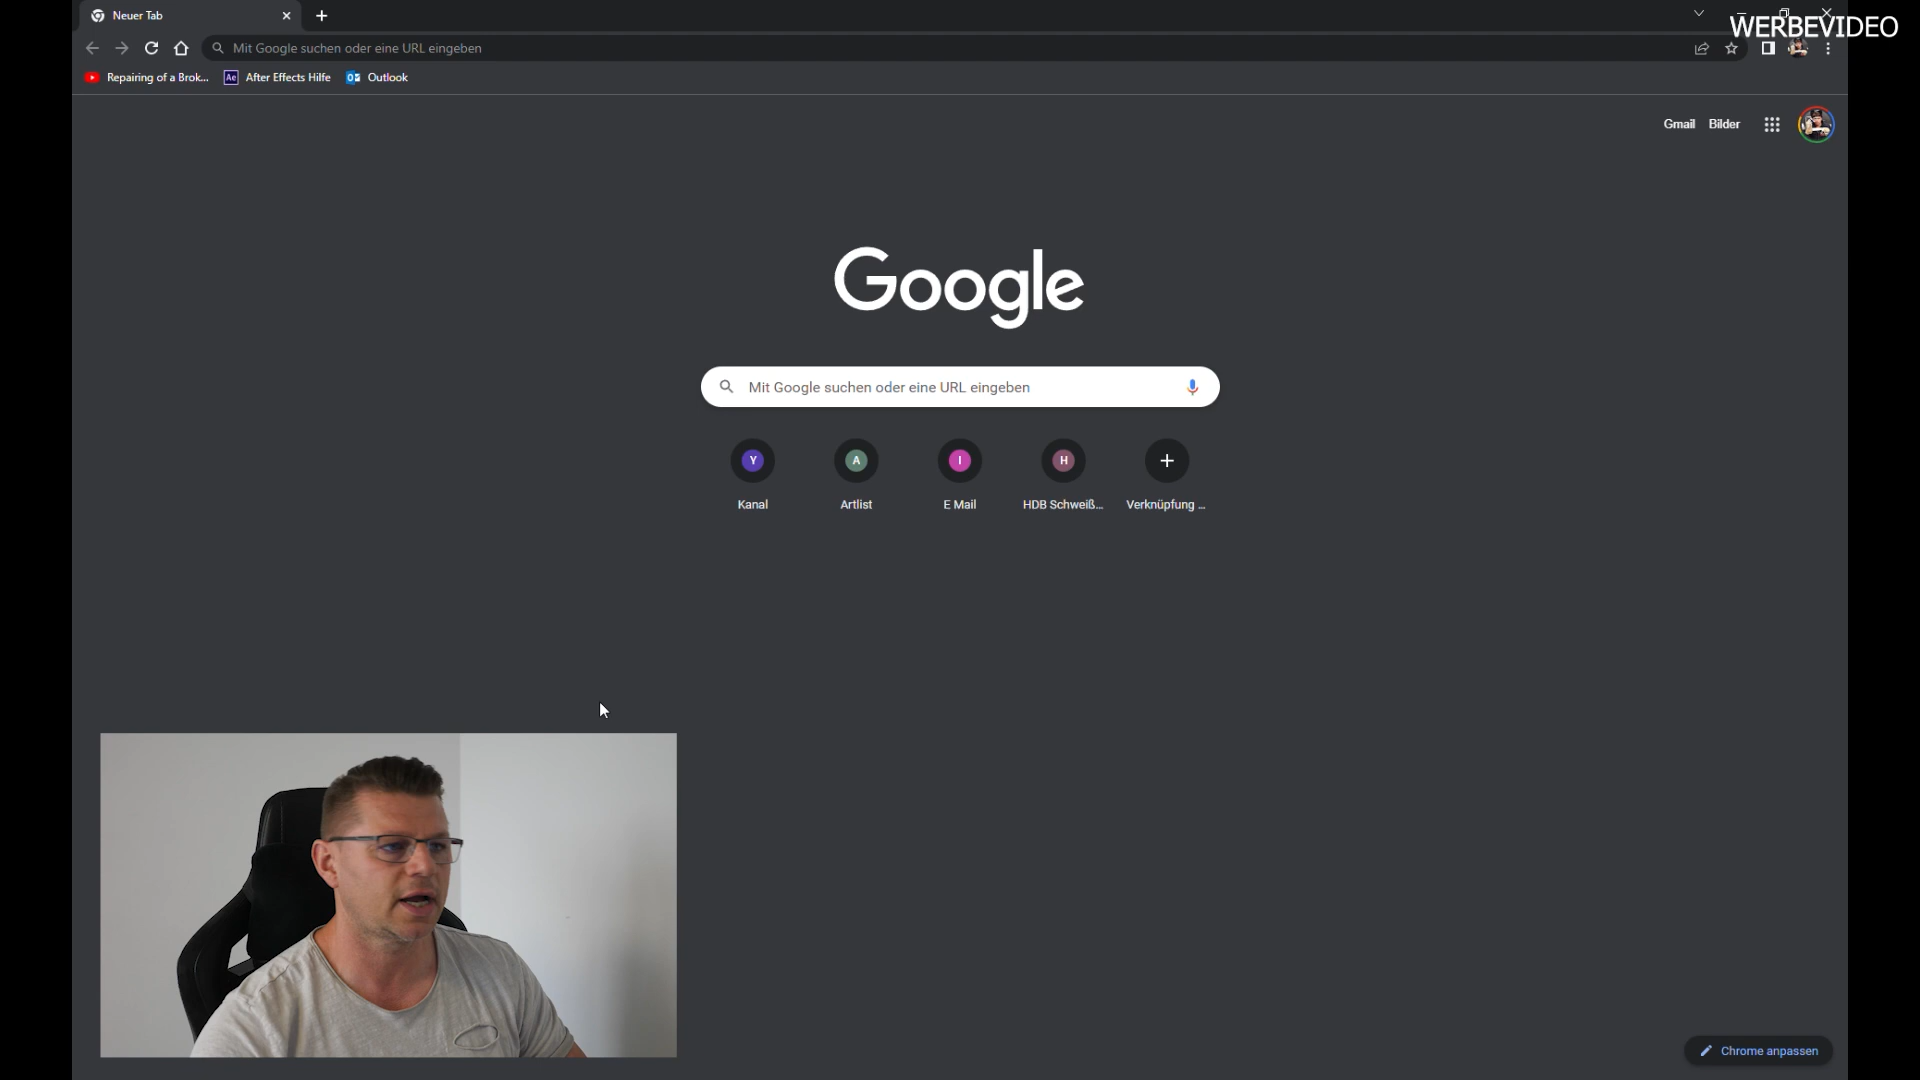 Neuer Tab
WERBEVIDEO
Mit Google suchen oder eine URL eingeben
Repairing of a Brok...
Ae
After Effects Hilfe
Outlook
Gmail
Bilder
Google
Mit Google suchen oder eine URL eingeben
Y
A
I
H
Kanal
Artlist
E Mail
HDB Schweiß...
Verknüpfung ...
Chrome anpassen